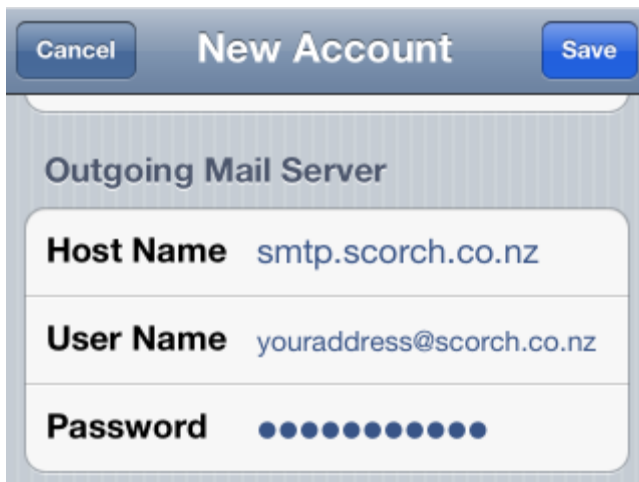 Cancel New Account Save
Outgoing Mail Server
Host Name smtp.scorch.co.nz
User Name youraddress@scorch.co.nz
Password ●●●●●●●●●●●